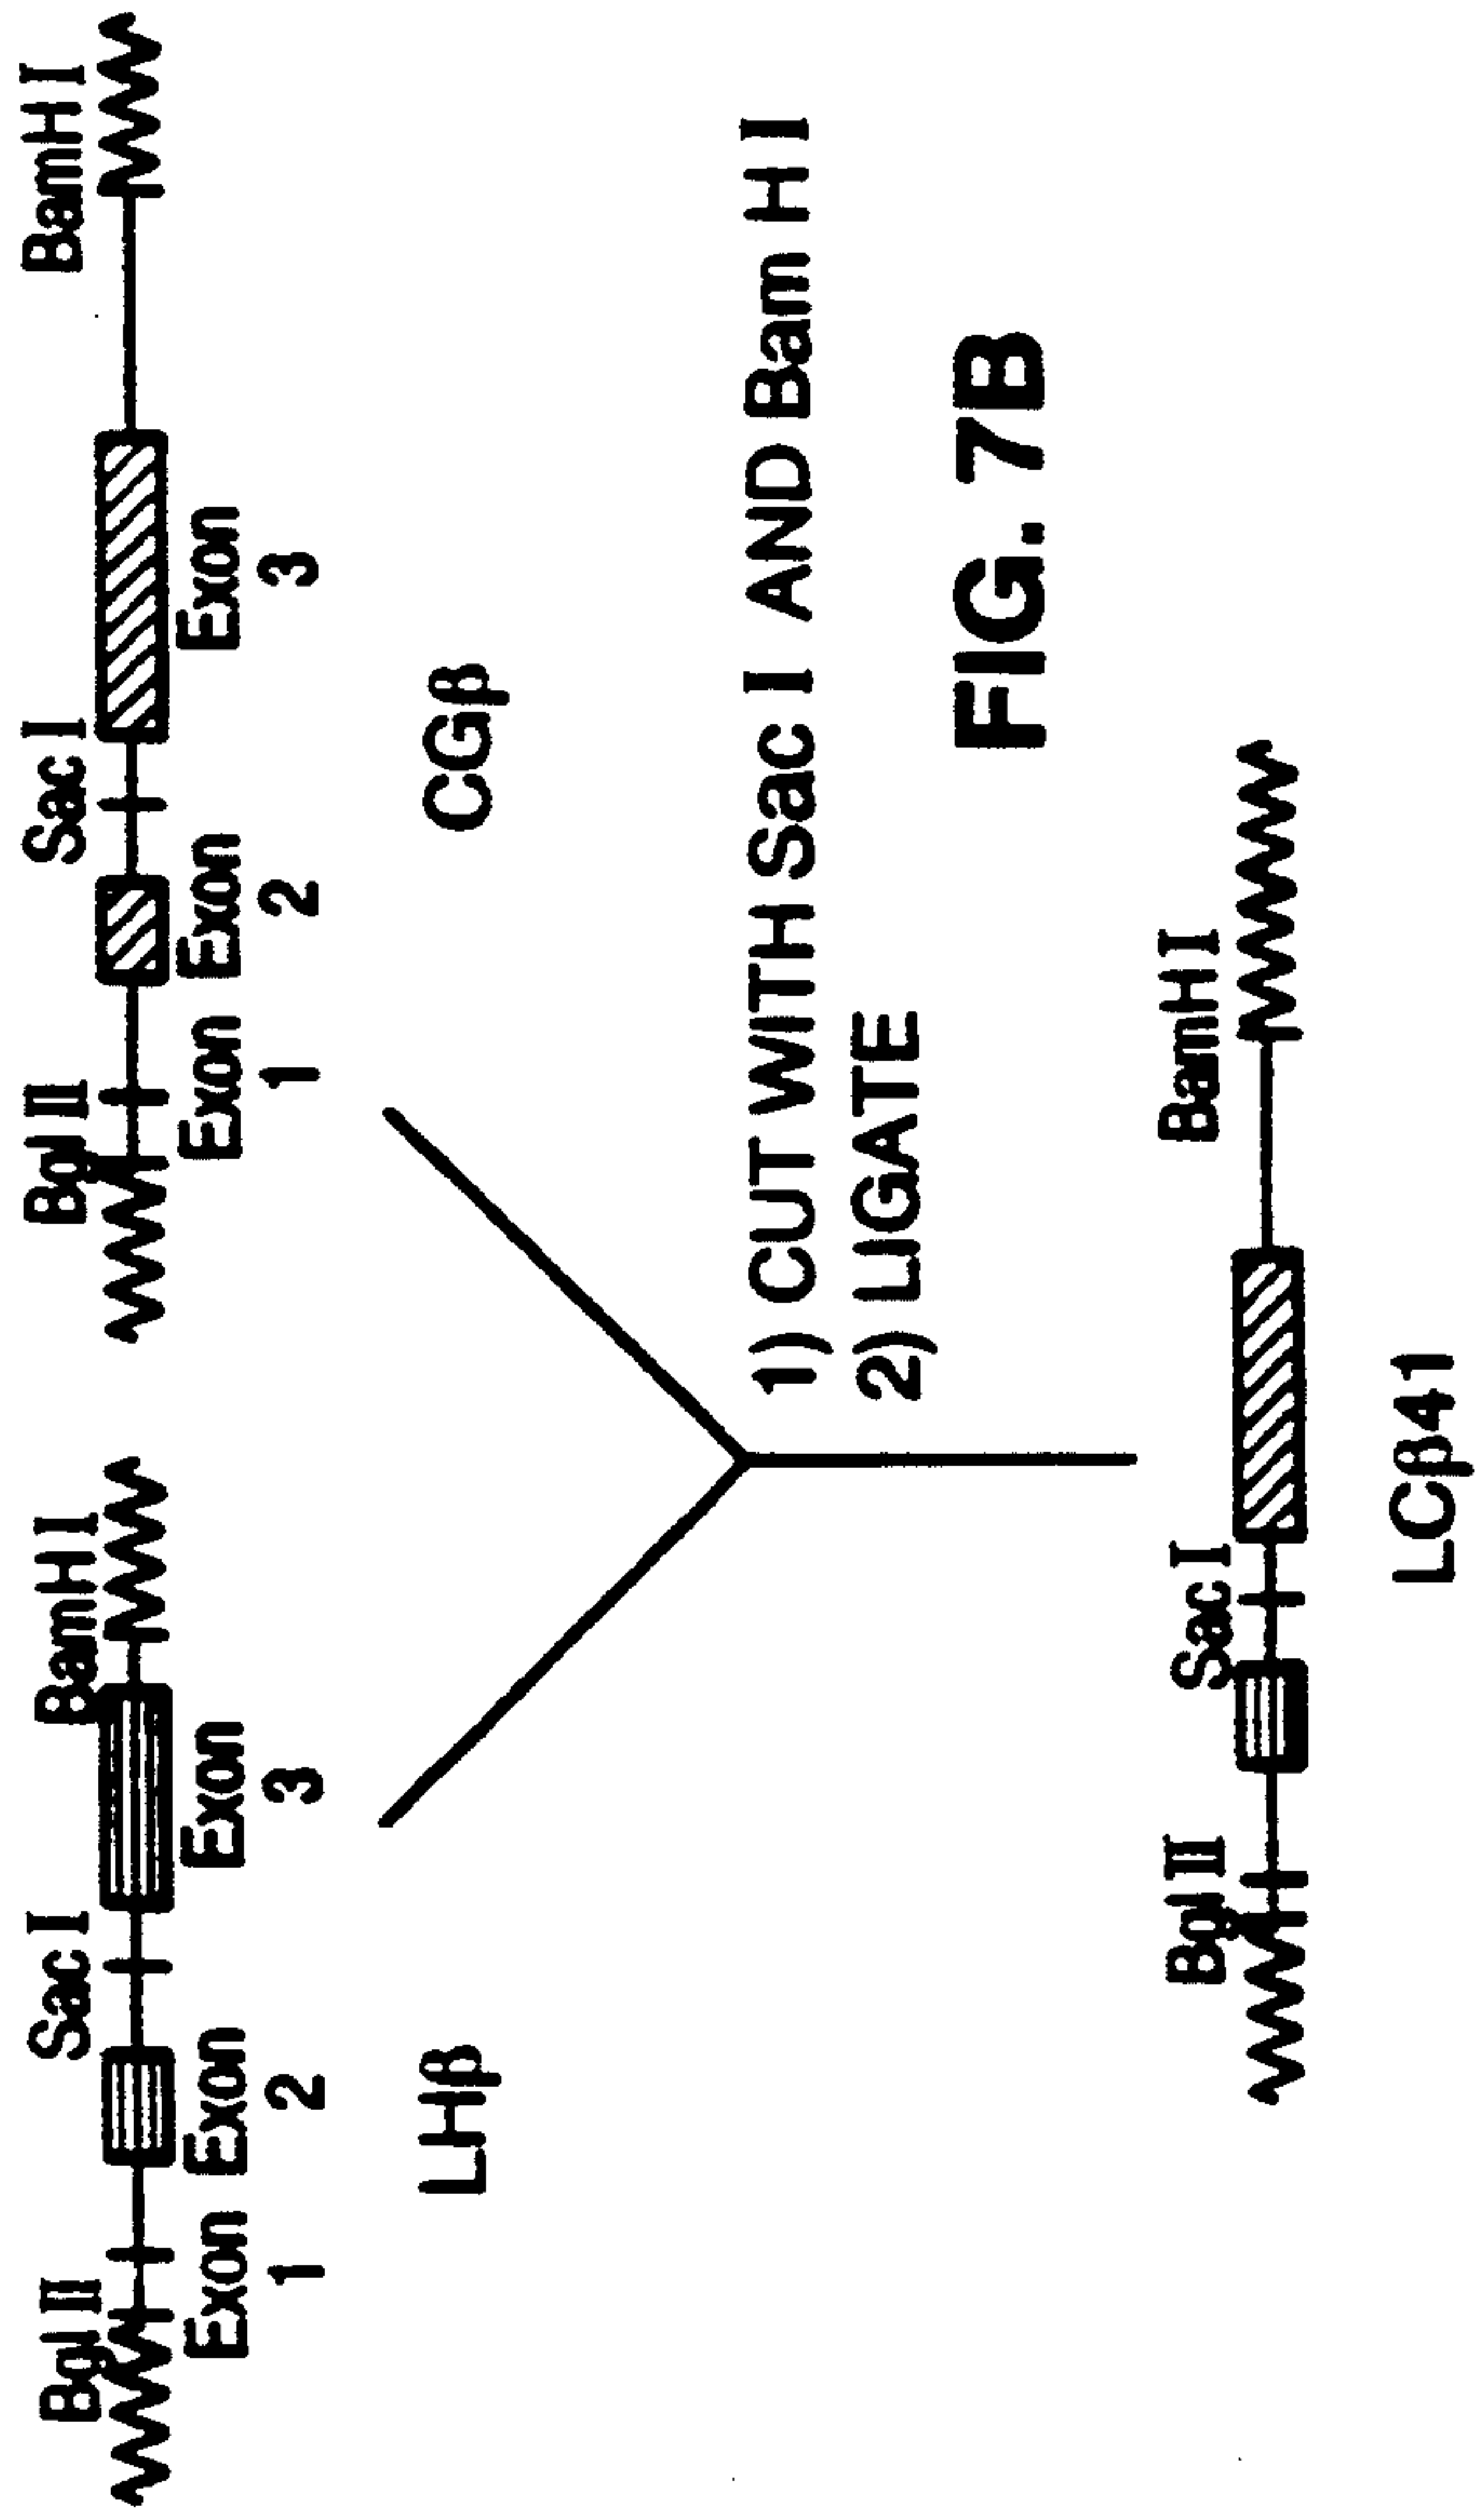 Bgl II Sac I BamH I Bgl II Sac I BamH I
Exon 1 Exon 2 Exon 3 Exon 1 Exon 2 Exon 3
LHβ CGβ
1) CUT WITH Sac I AND Bam H I
2) LIGATE
FIG. 7B
Bgl II Sac I BamH I
LCβ41